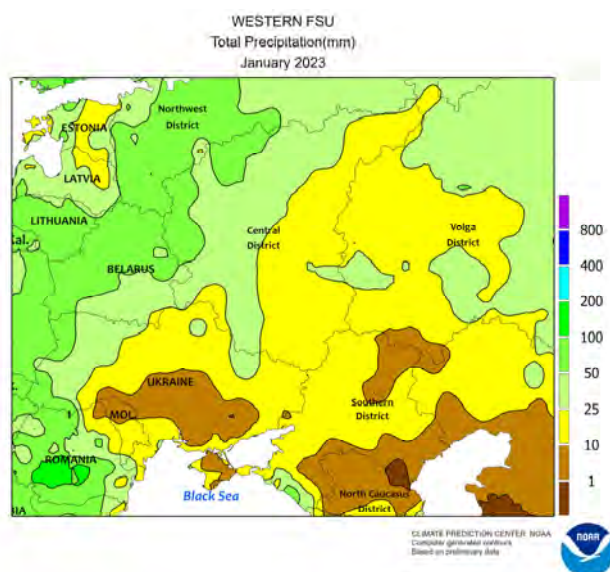 WESTERN FSU
Total Precipitation(mm)
January 2023
Northwest
District
ESTONIA
LATVIA
LITHUANIA
Kal.
Central
District
Volga
District
BELARUS
UKRAINE
MOL.
Southern
District
ROMANIA
Black Sea
North Caucasus
District
800
400
200
100
50
25
10
1
CLIMATE PREDICTION CENTER NOAA
Computer generated contours
Based on preliminary data
NOAA